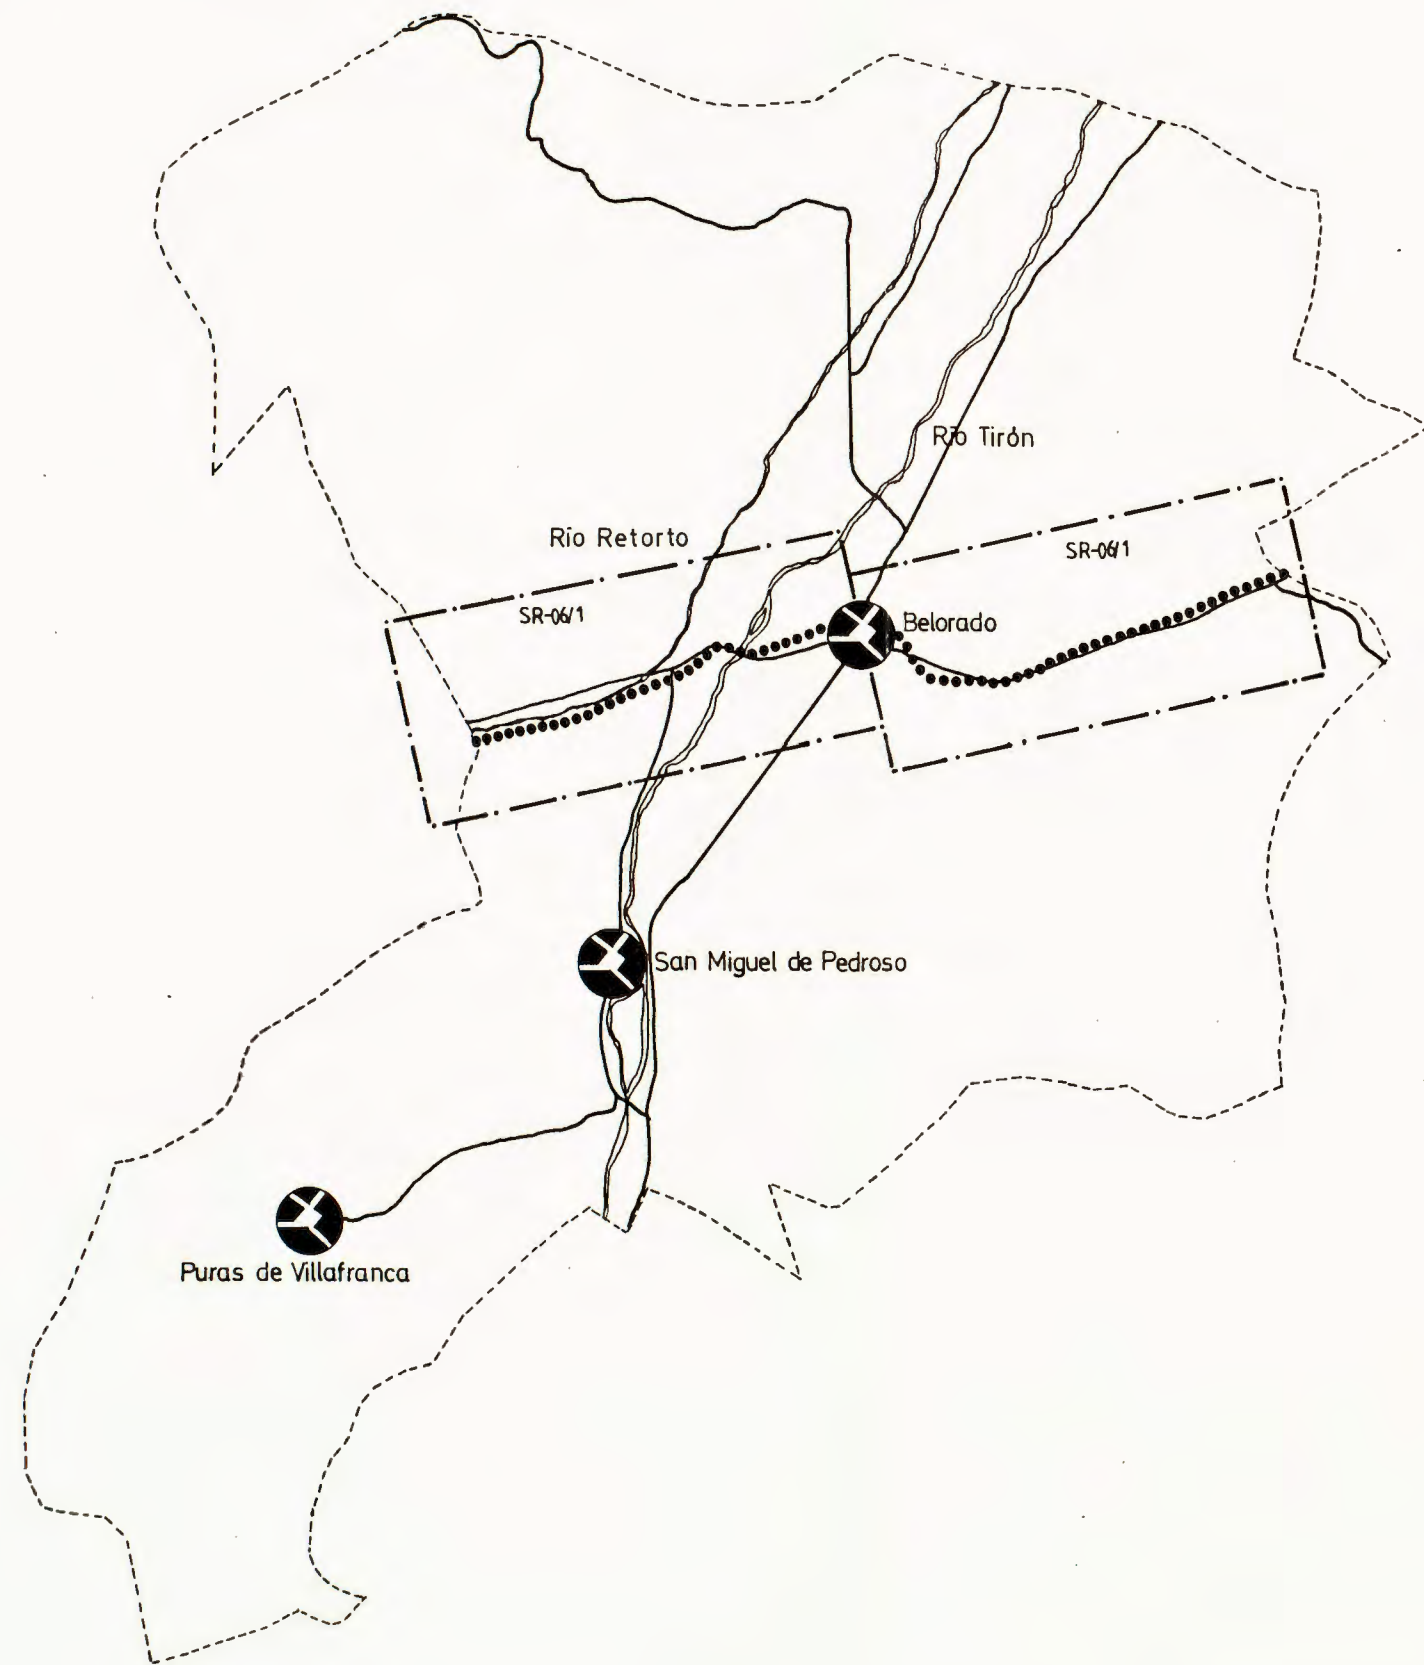 Río Tirón
Río Retorto
SR-06/1
SR-06/1
Belorado
San Miguel de Pedroso
Puras de Villafranca